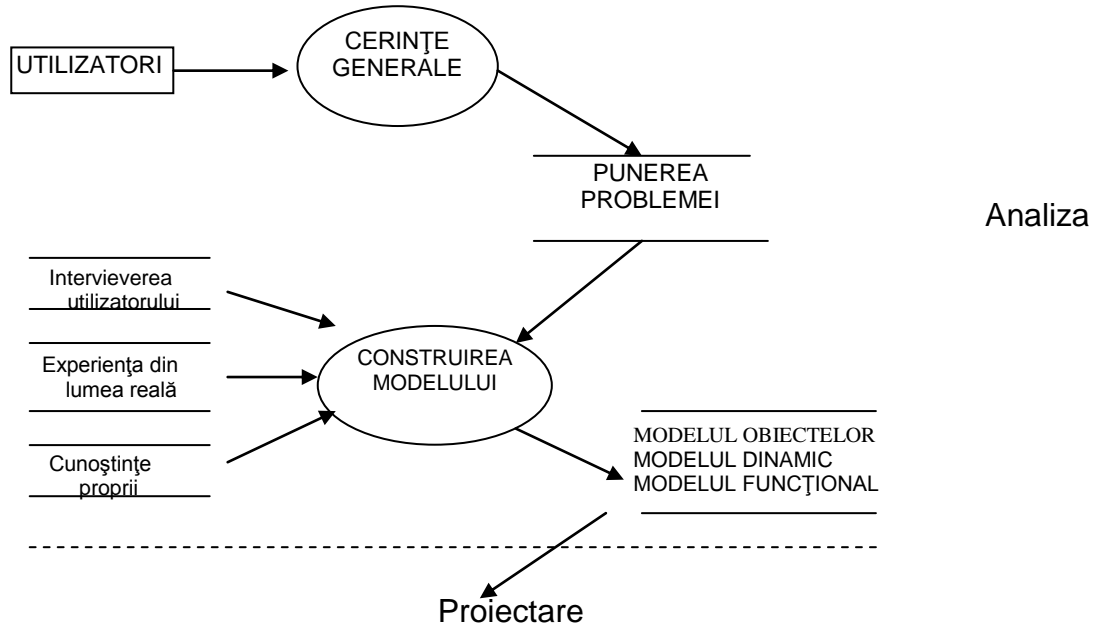 CERINŢE
GENERALE
UTILIZATORI
PUNEREA
PROBLEMEI
Analiza
Intervieverea
utilizatorului
Experienţa din
lumea reală
Cunoştinţe
proprii
CONSTRUIREA
MODELULUI
MODELUL OBIECTELOR
MODELUL DINAMIC
MODELUL FUNCŢIONAL
Proiectare